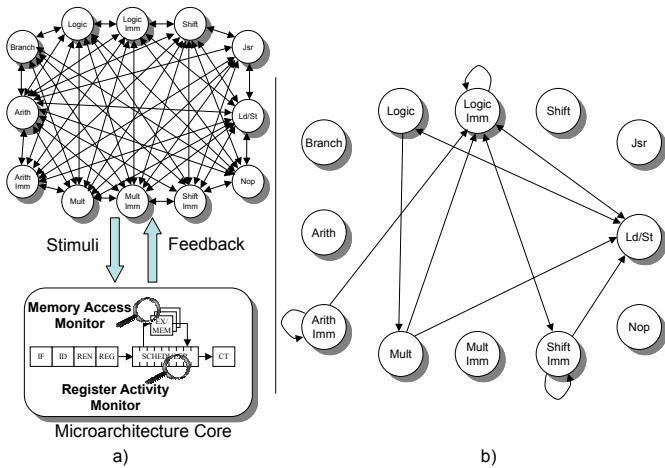 Logic
Logic
Imm
Shift
Branch
Jsr
Arith
Ld/St
Arith
Imm
Nop
Mult
Mult
Imm
Shift
Imm
Stimuli
Feedback
Memory Access
Monitor
EX/
MEM
IF ID REN REG CT
Register Activity
Monitor
Microarchitecture Core
a)
Logic
Logic
Imm
Shift
Branch
Jsr
Arith
Ld/St
Arith
Imm
Nop
Mult
Mult
Imm
Shift
Imm
b)